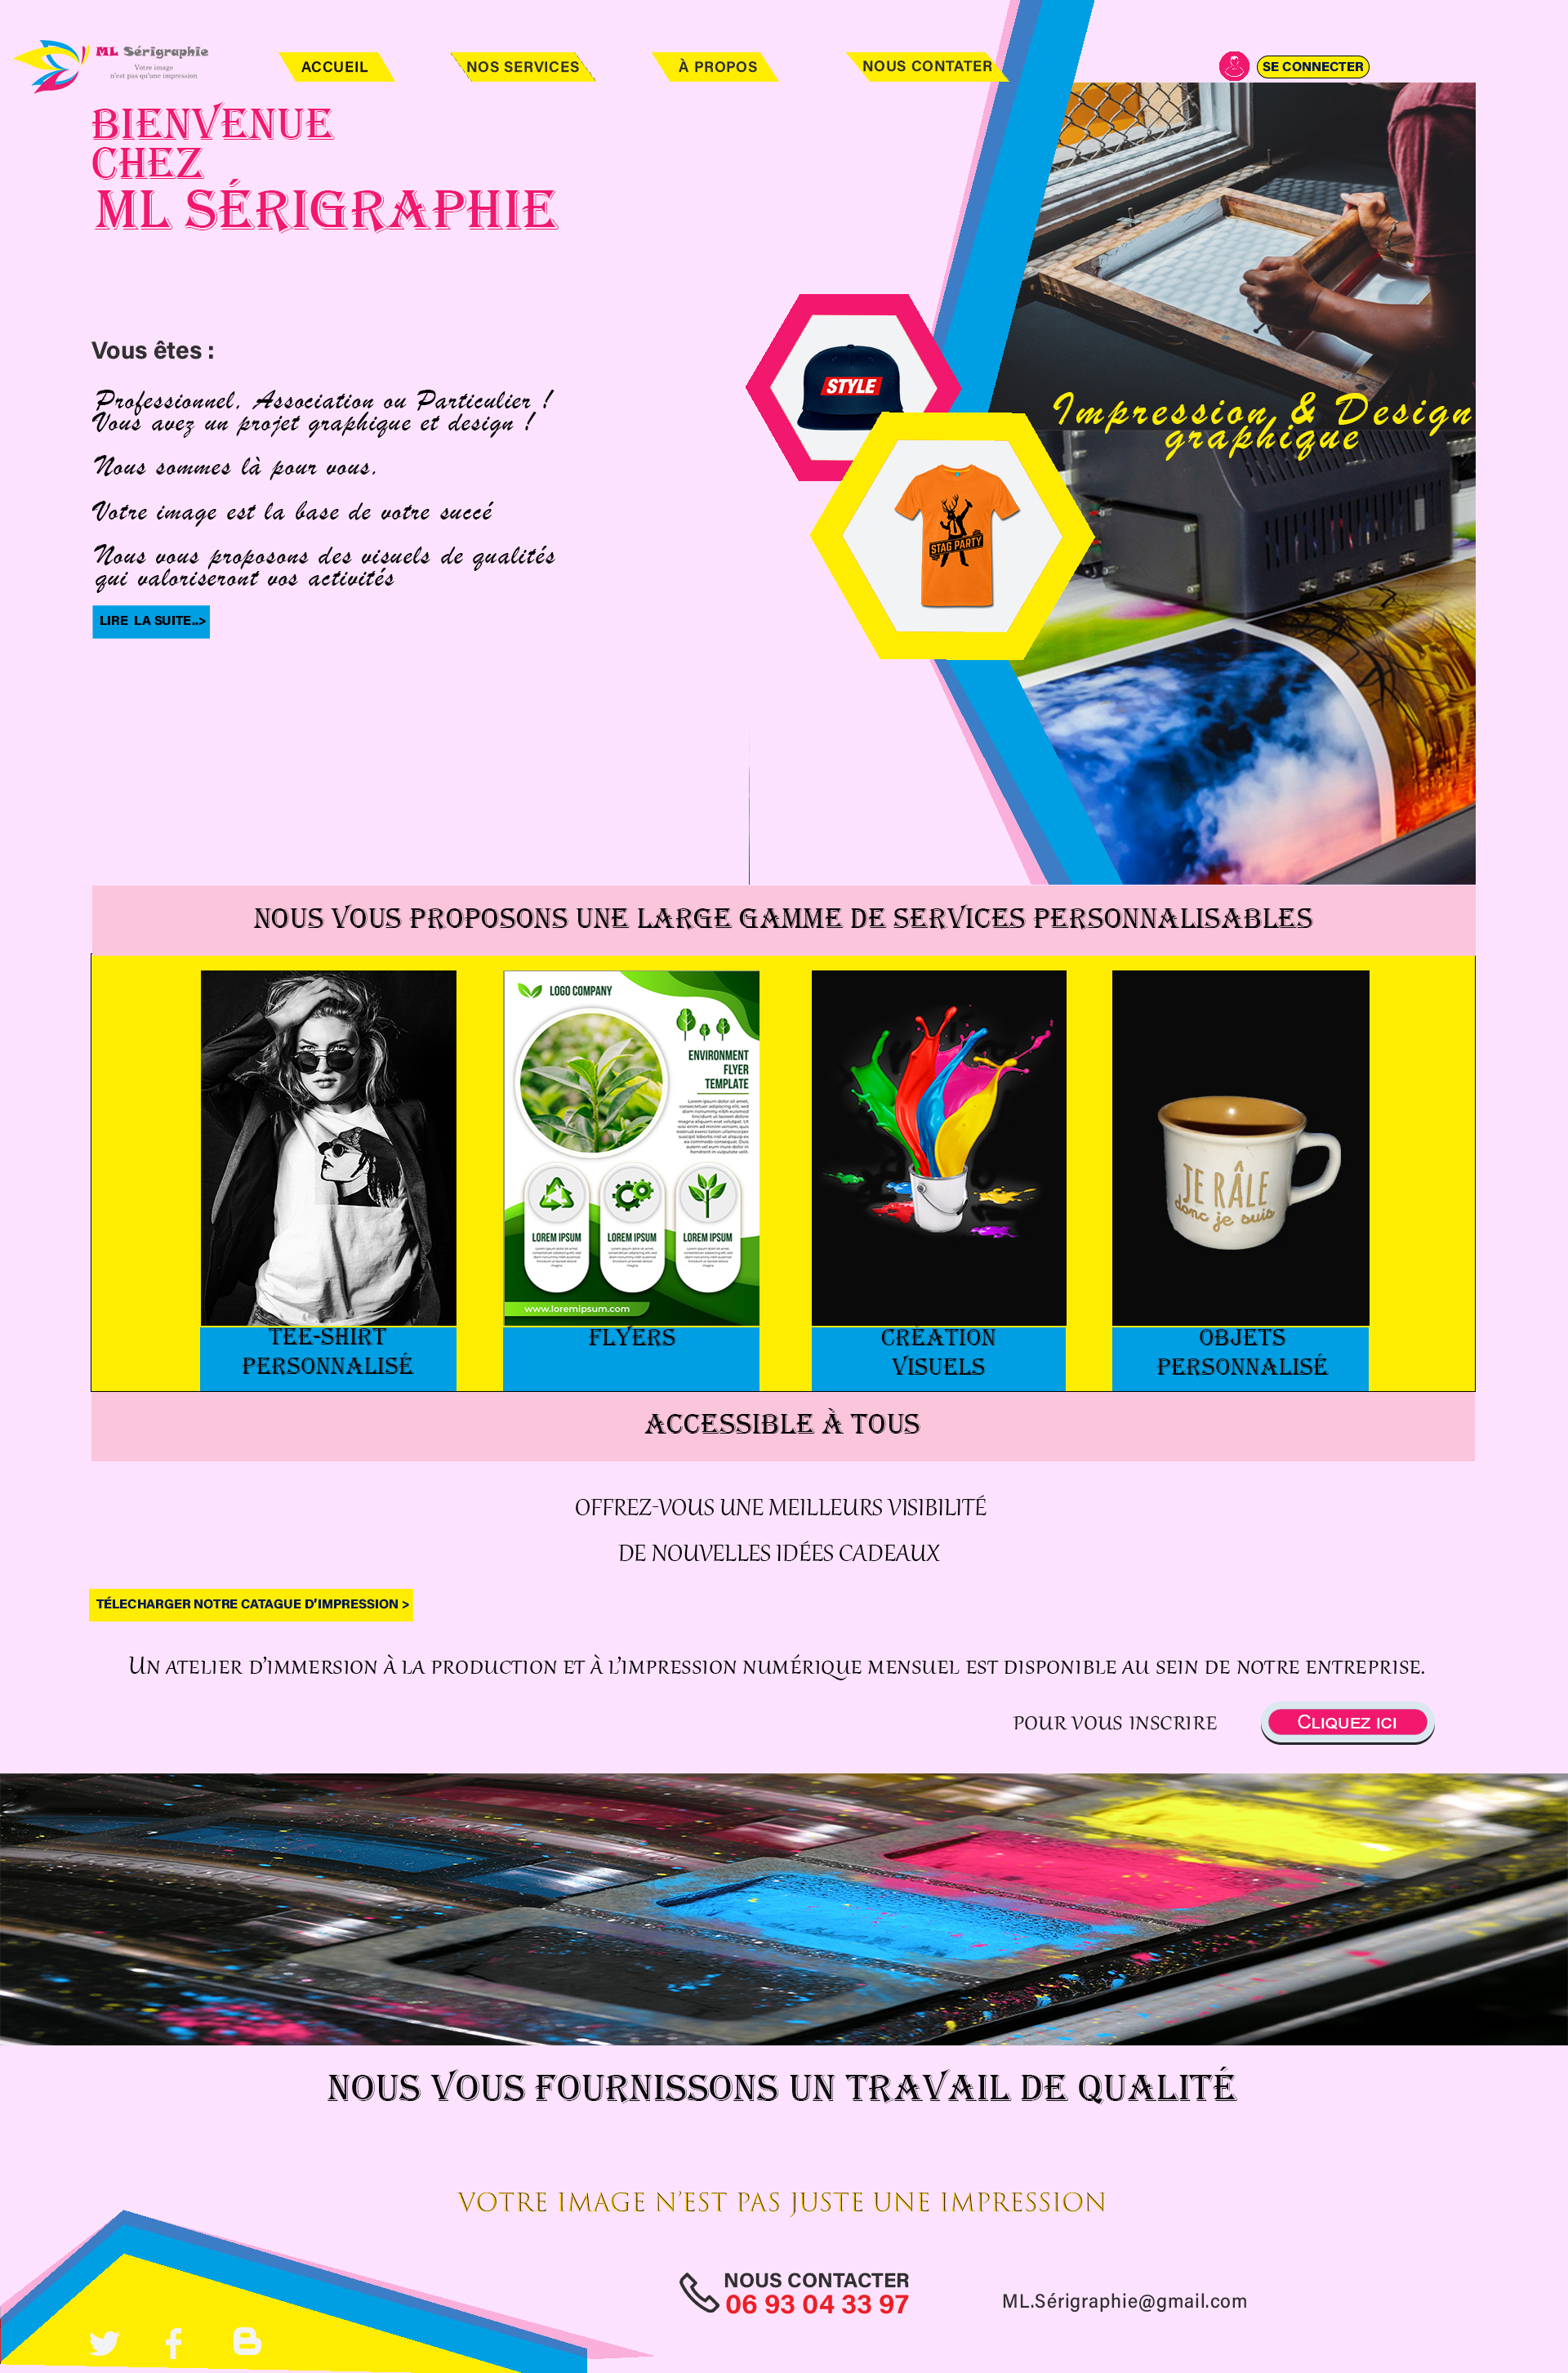 ML Sérigraphie
Votre image
n'est pas qu'une impression
ACCUEIL
NOS SERVICES
À PROPOS
NOUS CONTATER
SE CONNECTER
BIENVENUE
CHEZ
ML SÉRIGRAPHIE
Vous êtes :
Professionnel, Association ou Particulier !
Vous avez un projet graphique et design !
Nous sommes là pour vous.
Votre image est la base de votre succé
Nous vous proposons des visuels de qualités
qui valoriseront vos activités
LIRE LA SUITE..>
STYLE
STAG PARTY
Impression & Design
graphique
NOUS VOUS PROPOSONS UNE LARGE GAMME DE SERVICES PERSONNALISABLES
LOGO COMPANY
ENVIRONMENT
FLYER
TEMPLATE
LOREM IPSUM
LOREM IPSUM
LOREM IPSUM
www.loremipsum.com
JE RÂLE
donc je suis
TEE-SHIRT
PERSONNALISÉ
FLYERS
CRÉATION
VISUELS
OBJETS
PERSONNALISÉ
ACCESSIBLE À TOUS
OFFREZ-VOUS UNE MEILLEURS VISIBILITÉ
DE NOUVELLES IDÉES CADEAUX
TÉLECHARGER NOTRE CATAGUE D'IMPRESSION >
UN ATELIER D'IMMERSION À LA PRODUCTION ET À L'IMPRESSION NUMÉRIQUE MENSUEL EST DISPONIBLE AU SEIN DE NOTRE ENTREPRISE.
POUR VOUS INSCRIRE
CLIQUEZ ICI
NOUS VOUS FOURNISSONS UN TRAVAIL DE QUALITÉ
VOTRE IMAGE N'EST PAS JUSTE UNE IMPRESSION
NOUS CONTACTER
06 93 04 33 97
ML.Sérigraphie@gmail.com